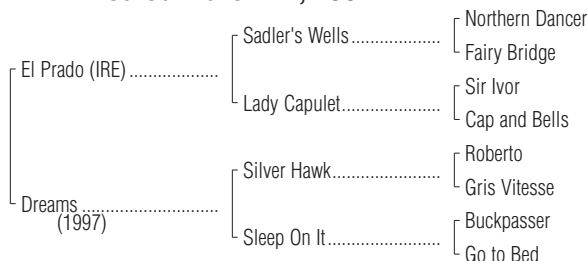 Northern Dancer
Sadler's Wells
Fairy Bridge
El Prado (IRE)
Sir Ivor
Lady Capulet
Cap and Bells
Roberto
Silver Hawk
Gris Vitesse
Dreams
(1997)
Buckpasser
Sleep On It
Go to Bed